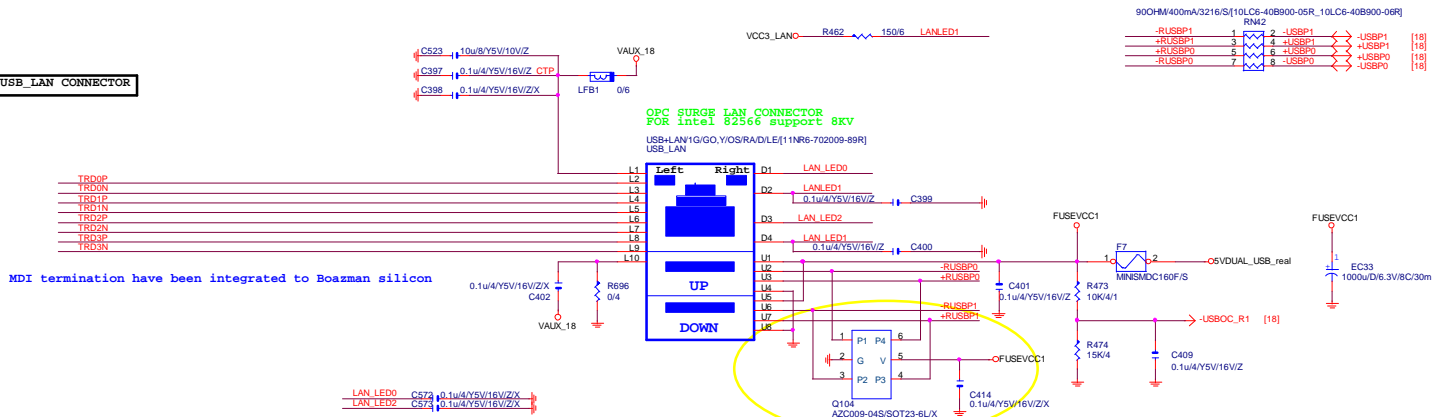 90OHM/400mA/3216/S/[10LC6-40B900-05R_10LC6-40B900-06R]
RN42
-RUSBP1 1 2 -USBP1 -USBP1 [18]
+RUSBP1 3 4 +USBP1 +USBP1 [18]
+RUSBP0 5 6 +USBP0 +USBP0 [18]
-RUSBP0 7 8 -USBP0 -USBP0 [18]
VCC3_LAN R462 150/6 LANLED1
C523 10u/8/Y5V/10V/Z
VAUX_18
C397 0.1u/4/Y5V/16V/Z CTP
LFB1 0/6
C398 0.1u/4/Y5V/16V/Z/X
USB_LAN CONNECTOR
OPC SURGE LAN CONNECTOR
FOR intel 82566 support 8KV
USB+LAN/1G/GO,Y/OS/RA/D/LE/[11NR6-702009-89R]
USB_LAN
Left Right
L1 D1 LAN_LED0
TRD0P L2
TRD0N L3 D2 LANLED1
0.1u/4/Y5V/16V/Z C399
TRD1P L4
TRD1N L5
TRD2P L6 D3 LAN_LED2
TRD2N L7
TRD3P L8 D4 LAN_LED1
TRD3N L9
0.1u/4/Y5V/16V/Z C400
L10 U1
U2 -RUSBP0
U3 +RUSBP0
U4
U5
U6 -RUSBP1
U7 +RUSBP1
U8
UP
DOWN
MDI termination have been integrated to Boazman silicon
0.1u/4/Y5V/16V/Z/X
C402
R696
0/4
VAUX_18
FUSEVCC1
F7
1 2
5VDUAL_USB_real
MINISMDC160F/S
C401
0.1u/4/Y5V/16V/Z
R473
10K/4/1
-USBOC_R1 [18]
R474
15K/4
C409
0.1u/4/Y5V/16V/Z
FUSEVCC1
1
EC33
1000u/D/6.3V/8C/30m
1 P1 P4 6
2 G V 5 FUSEVCC1
3 P2 P3 4
C414
0.1u/4/Y5V/16V/Z/X
Q104
AZC009-04S/SOT23-6L/X
LAN_LED0 C572 0.1u/4/Y5V/16V/Z/X
LAN_LED2 C573 0.1u/4/Y5V/16V/Z/X